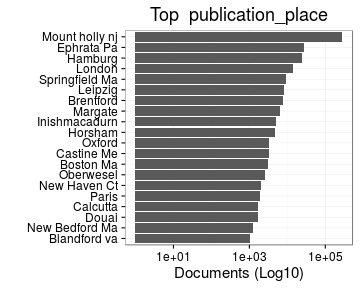 Top publication_place
Mount holly nj
Ephrata Pa
Hamburg
London
Springfield Ma
Leipzig
Brentford
Margate
Inishmacadurn
Horsham
Oxford
Castine Me
Boston Ma
Oberwesel
New Haven Ct
Paris
Calcutta
Douai
New Bedford Ma
Blandford va
1e+01 1e+03 1e+05
Documents (Log10)